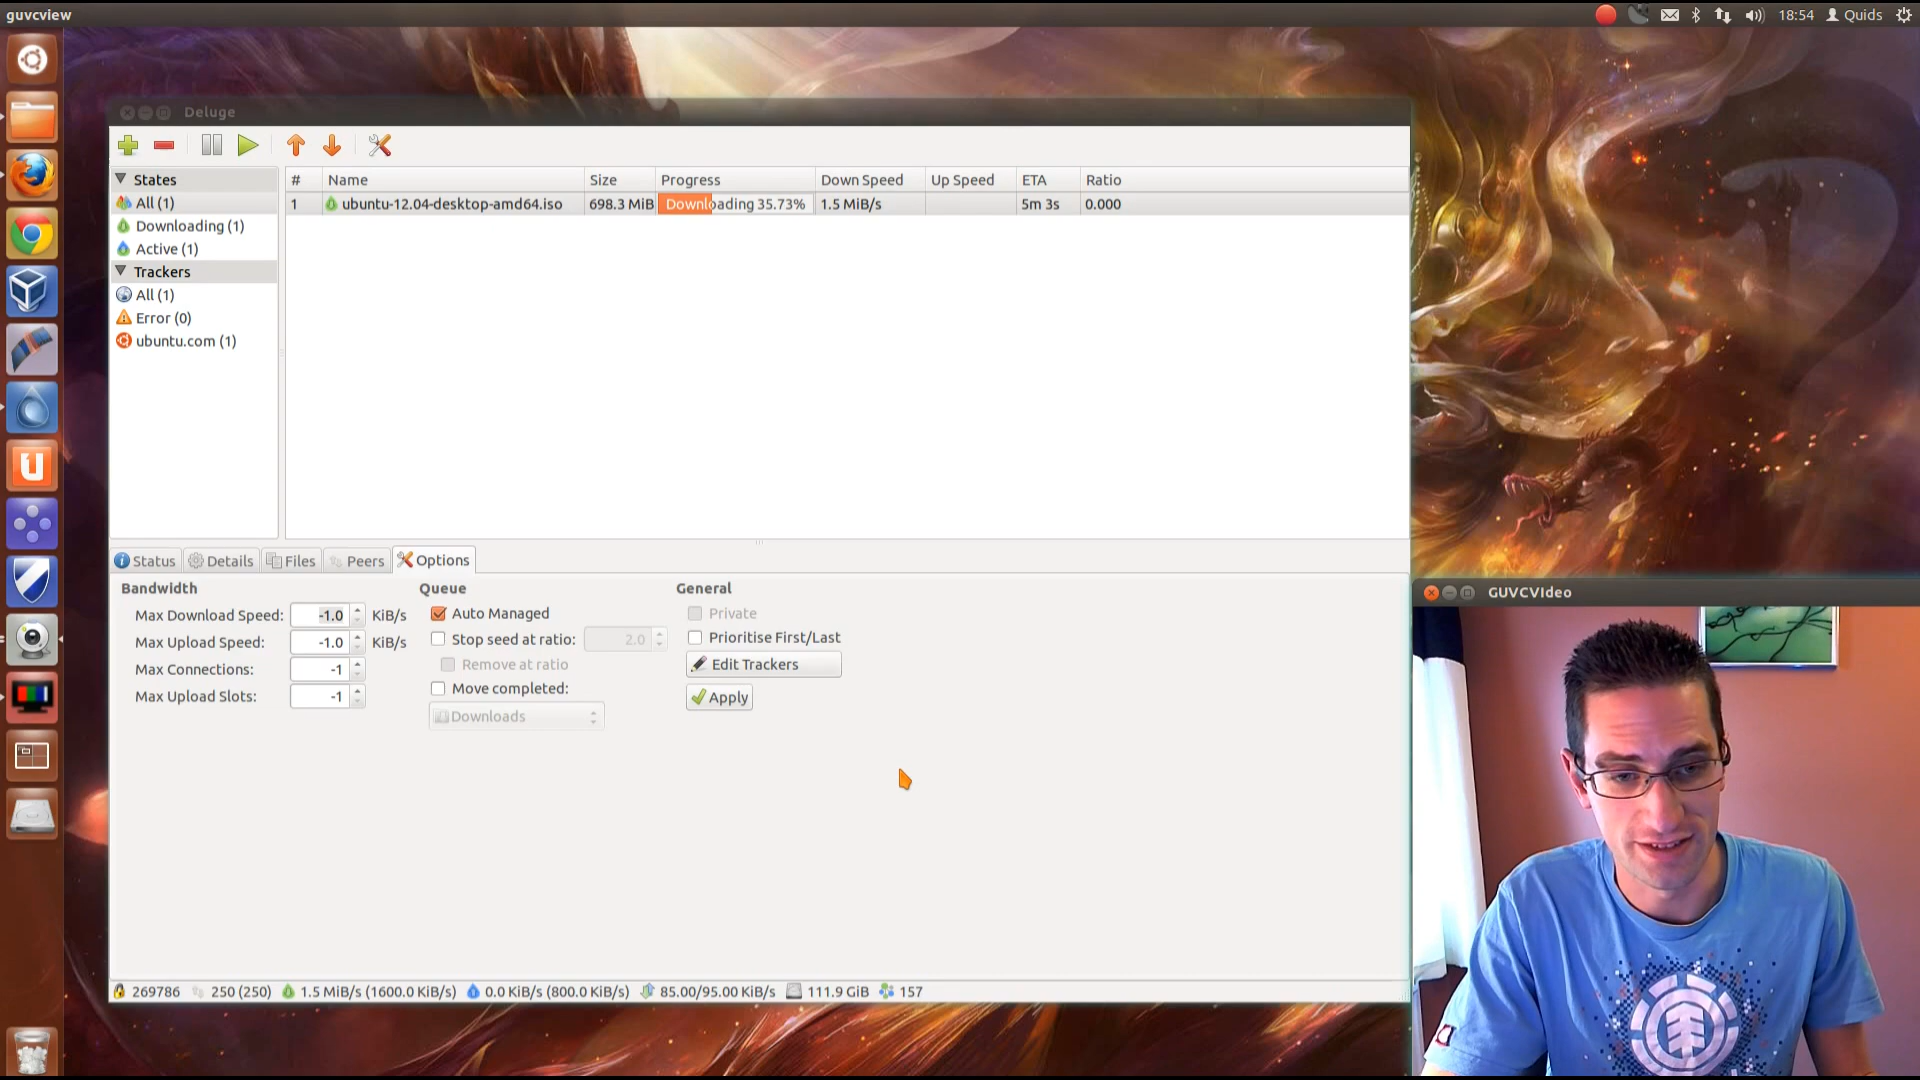 guvcview 18:54 Quids
Deluge
States
All (1)
Downloading (1)
Active (1)
Trackers
All (1)
Error (0)
ubuntu.com (1)
# Name Size Progress Down Speed Up Speed ETA Ratio
1 ubuntu-12.04-desktop-amd64.iso 698.3 MiB Downloading 35.73% 1.5 MiB/s 5m 3s 0.000
Status Details Files Peers Options
Bandwidth Queue General
Max Download Speed: -1.0 KiB/s Auto Managed Private
Max Upload Speed: -1.0 KiB/s Stop seed at ratio: 2.0 Prioritise First/Last
Max Connections: -1 Remove at ratio Edit Trackers
Max Upload Slots: -1 Move completed: Apply
Downloads
269786 250 (250) 1.5 MiB/s (1600.0 KiB/s) 0.0 KiB/s (800.0 KiB/s) 85.00/95.00 KiB/s 111.9 GiB 157
GUVCVIdeo